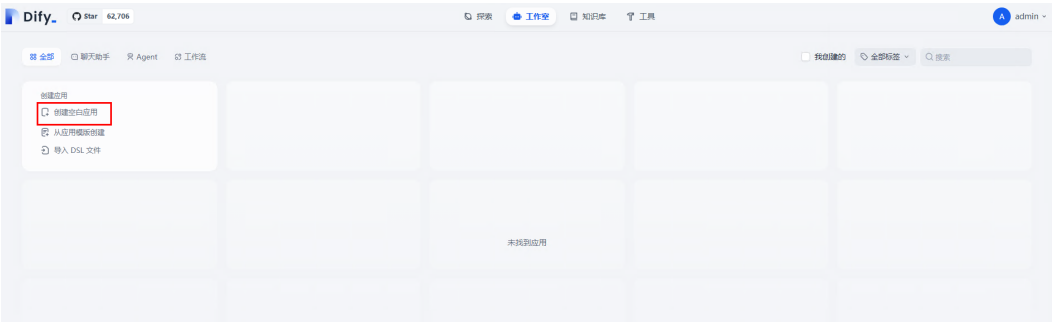 Dify_ Star 62,706 探索 工作室 知识库 工具 A admin
全部 聊天助手 Agent 工作流 我创建的 全部标签 搜索
创建应用
创建空白应用
从应用模版创建
导入 DSL 文件
未找到应用